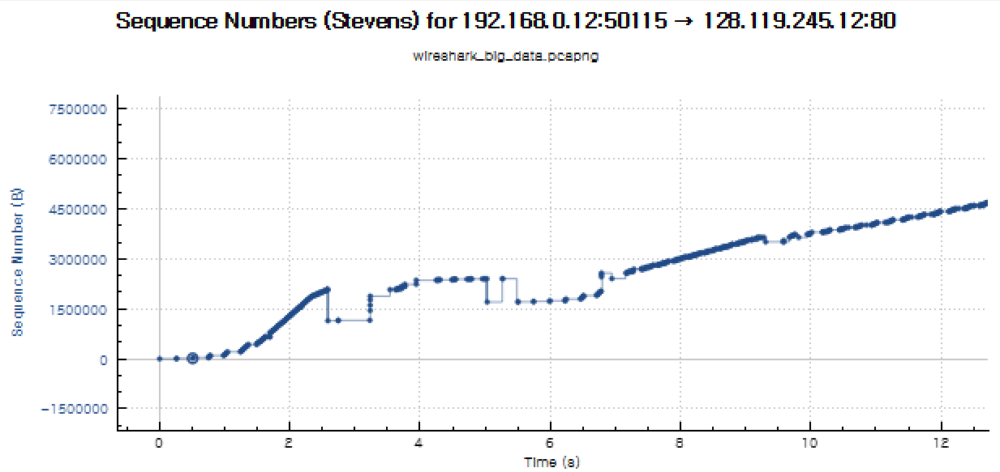 Sequence Numbers (Stevens) for 192.168.0.12:50115 → 128.119.245.12:80
wireshark_big_data.pcapng
7500000
6000000
4500000
3000000
1500000
0
-1500000
Sequence Number (B)
0 2 4 6 8 10 12
Time (s)